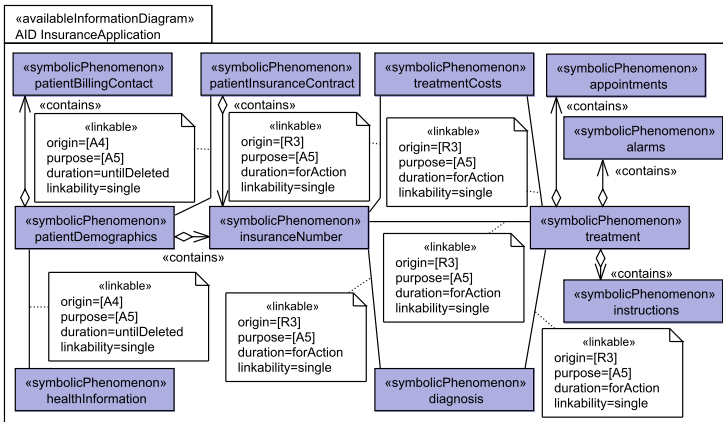 «availableInformationDiagram»
AID InsuranceApplication
«symbolicPhenomenon»
patientBillingContact
«symbolicPhenomenon»
patientInsuranceContract
«symbolicPhenomenon»
treatmentCosts
«symbolicPhenomenon»
appointments
«contains»
«contains»
«contains»
«linkable»
origin=[A4]
purpose=[A5]
duration=untilDeleted
linkability=single
«linkable»
origin=[R3]
purpose=[A5]
duration=forAction
linkability=single
«linkable»
origin=[R3]
purpose=[A5]
duration=forAction
linkability=single
«symbolicPhenomenon»
alarms
«contains»
«symbolicPhenomenon»
patientDemographics
«symbolicPhenomenon»
insuranceNumber
«symbolicPhenomenon»
treatment
«contains»
«linkable»
origin=[R3]
purpose=[A5]
duration=forAction
linkability=single
«contains»
«symbolicPhenomenon»
instructions
«linkable»
origin=[A4]
purpose=[A5]
duration=untilDeleted
linkability=single
«linkable»
origin=[R3]
purpose=[A5]
duration=forAction
linkability=single
«linkable»
origin=[R3]
purpose=[A5]
duration=forAction
linkability=single
«symbolicPhenomenon»
healthInformation
«symbolicPhenomenon»
diagnosis